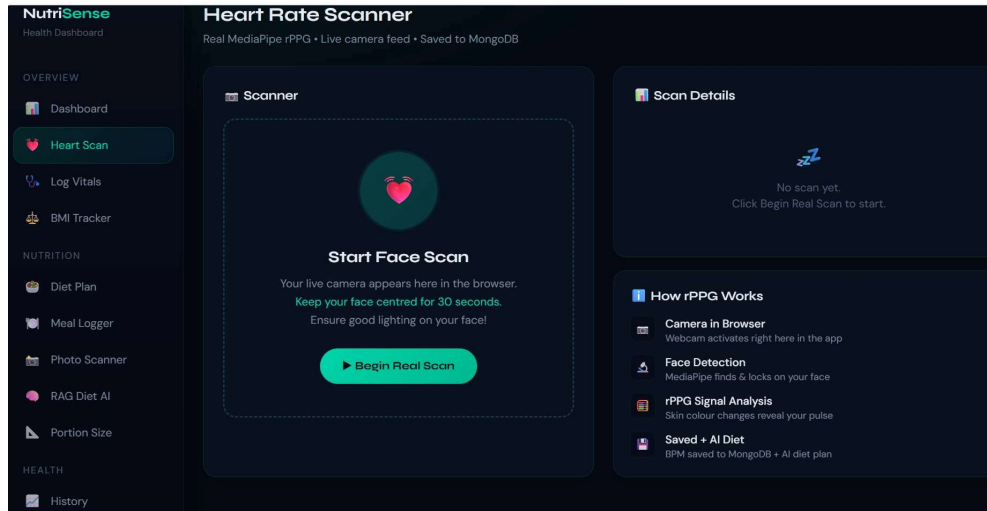 NutriSense
Health Dashboard
OVERVIEW
Dashboard
Heart Scan
Log Vitals
BMI Tracker
NUTRITION
Diet Plan
Meal Logger
Photo Scanner
RAG Diet AI
Portion Size
HEALTH
History
Heart Rate Scanner
Real MediaPipe rPPG • Live camera feed • Saved to MongoDB
Scanner
Start Face Scan
Your live camera appears here in the browser.
Keep your face centred for 30 seconds.
Ensure good lighting on your face!
▶ Begin Real Scan
Scan Details
zzZ
No scan yet.
Click Begin Real Scan to start.
How rPPG Works
Camera in Browser
Webcam activates right here in the app
Face Detection
MediaPipe finds & locks on your face
rPPG Signal Analysis
Skin colour changes reveal your pulse
Saved + AI Diet
BPM saved to MongoDB + AI diet plan